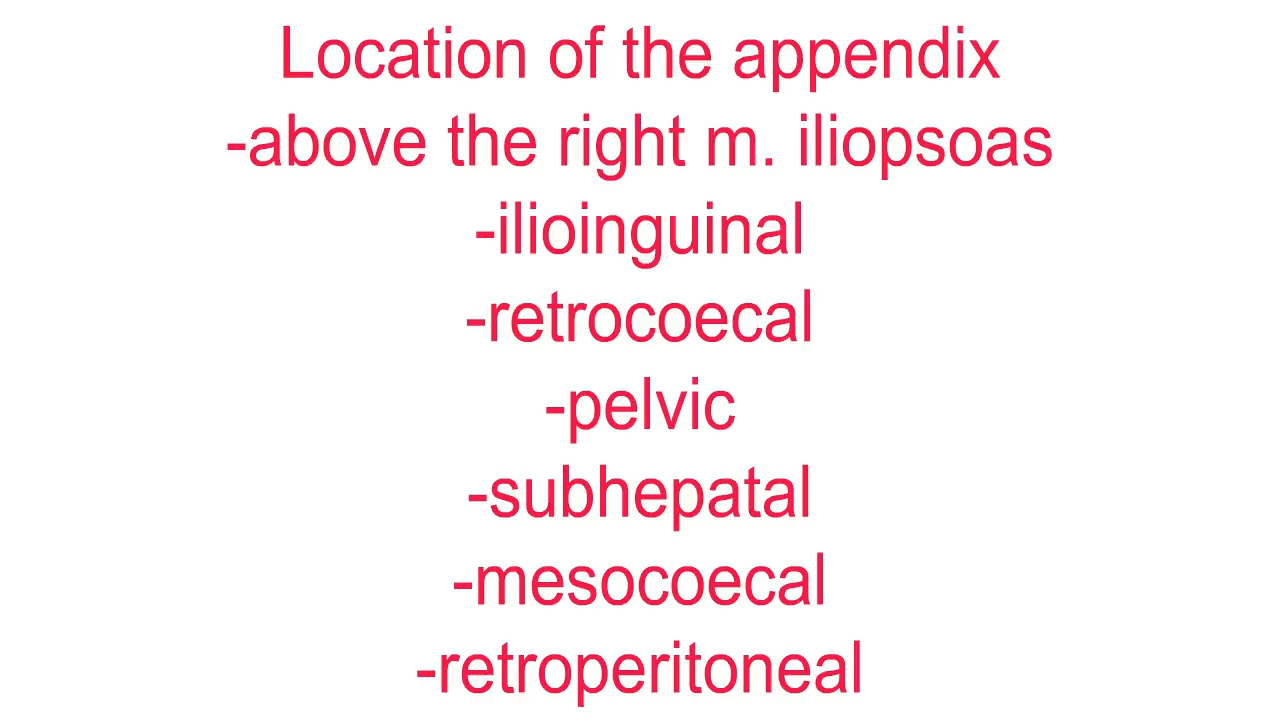 Location of the appendix
-above the right m. iliopsoas
-ilioinguinal
-retrocoecal
-pelvic
-subhepatal
-mesocoecal
-retroperitoneal